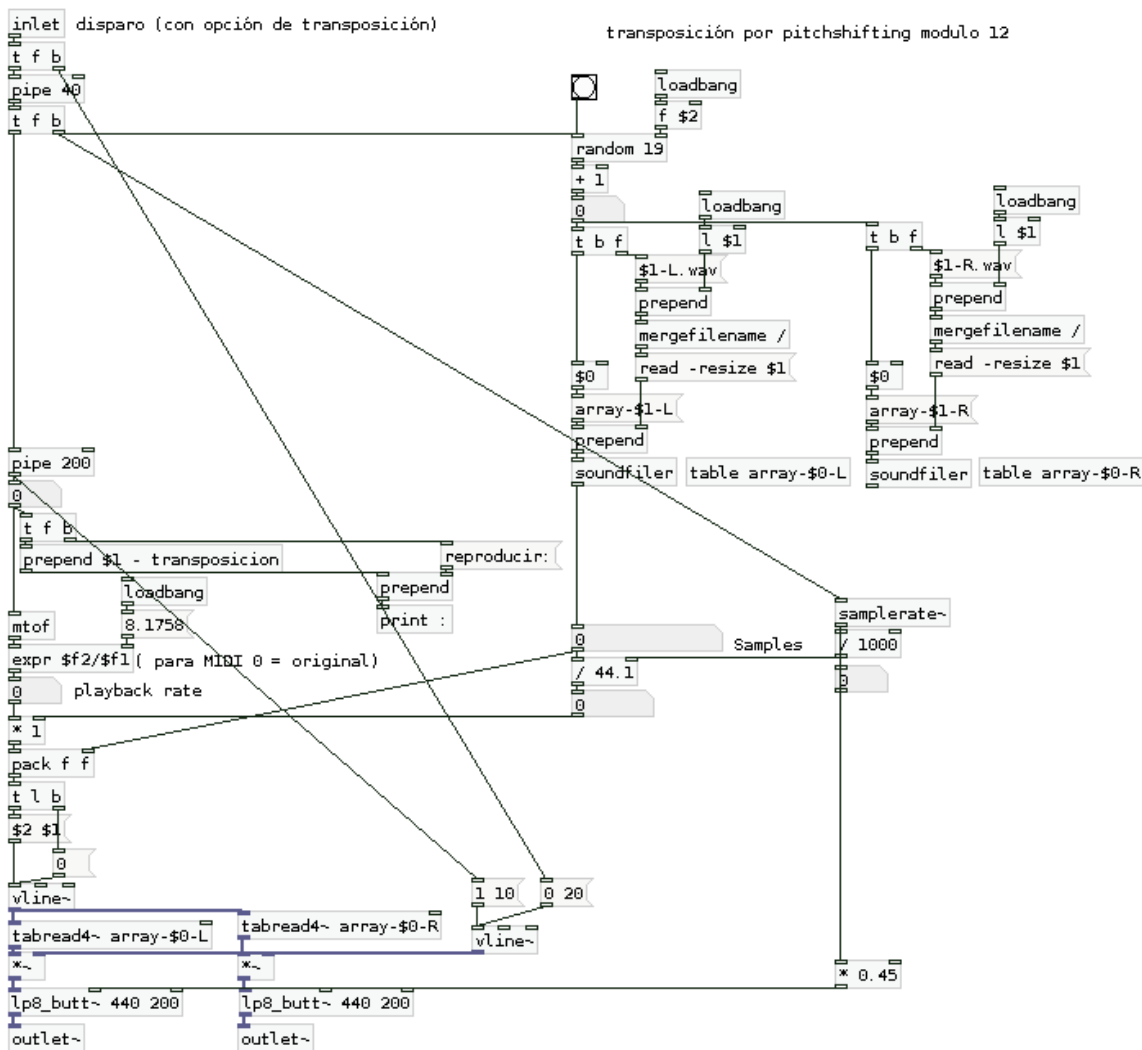 inlet disparo (con opción de transposición)
transposición por pitchshifting modulo 12
t f b
pipe 40
loadbang
f $2
t f b
random 19
+ 1
loadbang
loadbang
0
l $1
l $1
t b f
t b f
$1-L.wav
$1-R.wav
prepend
prepend
mergefilename /
mergefilename /
read -resize $1
read -resize $1
$0
$0
array-$1-L
array-$1-R
prepend
prepend
pipe 200
soundfiler
table array-$0-L
soundfiler
table array-$0-R
0
t f b
prepend $1 - transposicion
reproducir:
loadbang
prepend
8.1758
print :
mtof
samplerate~
0
Samples
/ 1000
expr $f2/$f1 ( para MIDI 0 = original)
/ 44.1
0
0 playback rate
0
* 1
pack f f
t l b
$2 $1
0
vline~
1 10
0 20
tabread4~ array-$0-L
tabread4~ array-$0-R
vline~
*~
*~
* 0.45
lp8_butt~ 440 200
lp8_butt~ 440 200
outlet~
outlet~